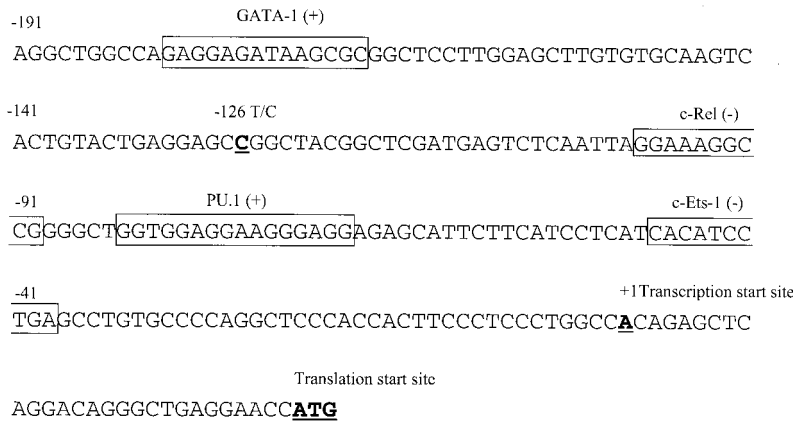 GATA-1 (+)
-191
AGGCTGGCCAGAGGAGATAAGCGCGGCTCCTTGGAGCTTGTGTGCAAGTC
-141
-126 T/C
c-Rel (-)
ACTGTACTGAGGAGCCGGCTACGGCTCGATGAGTCTCAATTAGGAAAGGC
-91
PU.1 (+)
c-Ets-1 (-)
CGGGGCTGGTGGAGGAAGGGAGGAGAGCATTCTTCATCCTCATCACATCC
-41
+1Transcription start site
TGAGCCTGTGCCCCAGGCTCCCACCACTTCCCTCCCTGGCCACAGAGCTC
Translation start site
AGGACAGGGCTGAGGAACCATG